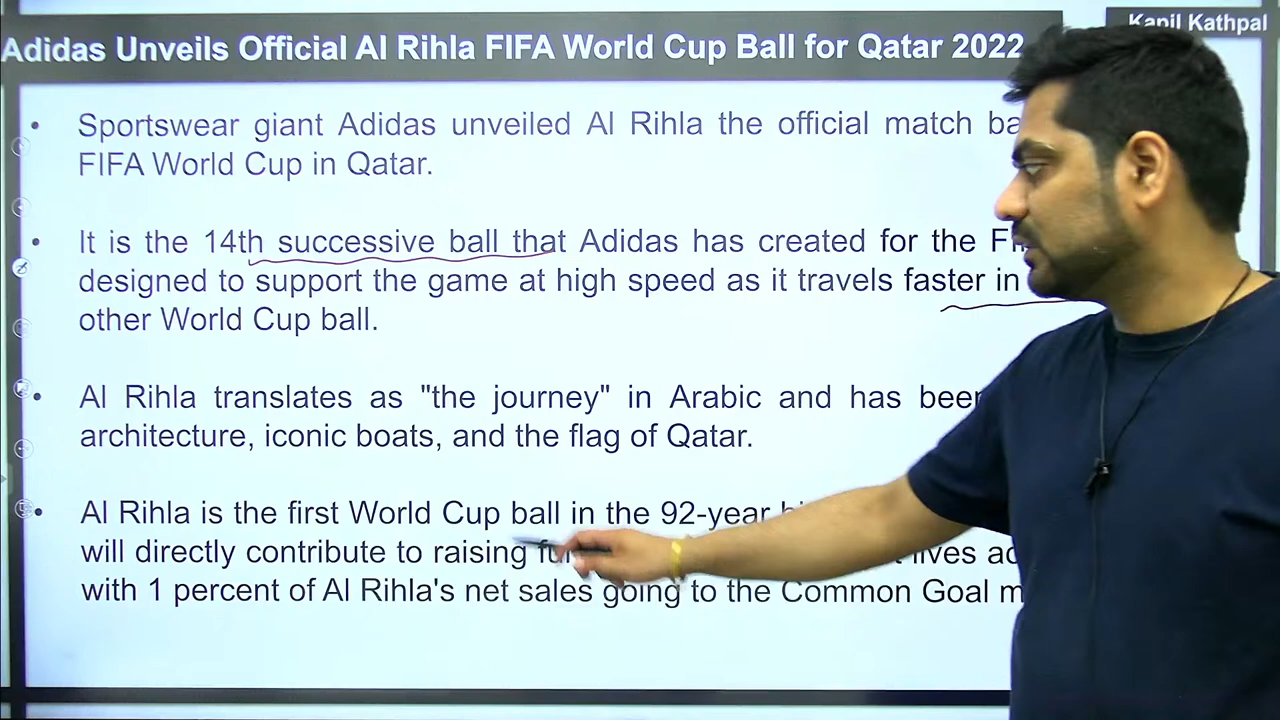 Kapil Kathpal
Adidas Unveils Official Al Rihla FIFA World Cup Ball for Qatar 2022
• Sportswear giant Adidas unveiled Al Rihla the official match
FIFA World Cup in Qatar.
• It is the 14th successive ball that Adidas has created for the
designed to support the game at high speed as it travels faster in
other World Cup ball.
• Al Rihla translates as "the journey" in Arabic and has been
architecture, iconic boats, and the flag of Qatar.
• Al Rihla is the first World Cup ball in the 92-year
will directly contribute to raising lives
with 1 percent of Al Rihla's net sales going to the Common Goal